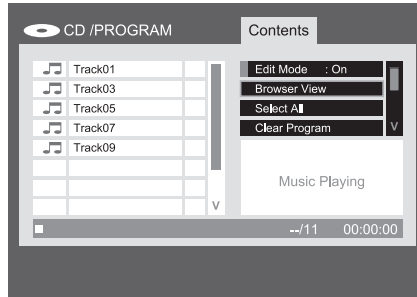 CD /PROGRAM
Contents
Track01
Track03
Track05
Track07
Track09
V
Edit Mode : On
Browser View
Select All
Clear Program
V
Music Playing
--/11 00:00:00